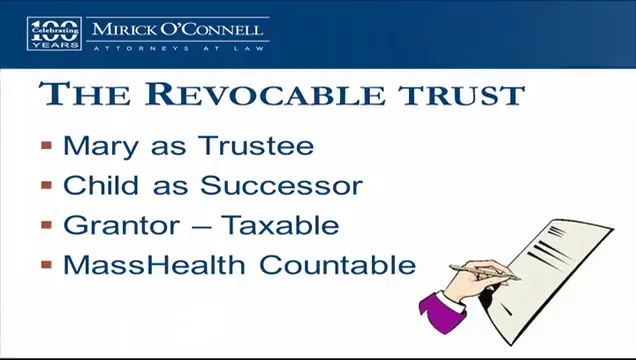 Celebrating
100
YEARS
MIRICK O'CONNELL
ATTORNEYS AT LAW
THE REVOCABLE TRUST
Mary as Trustee
Child as Successor
Grantor – Taxable
MassHealth Countable